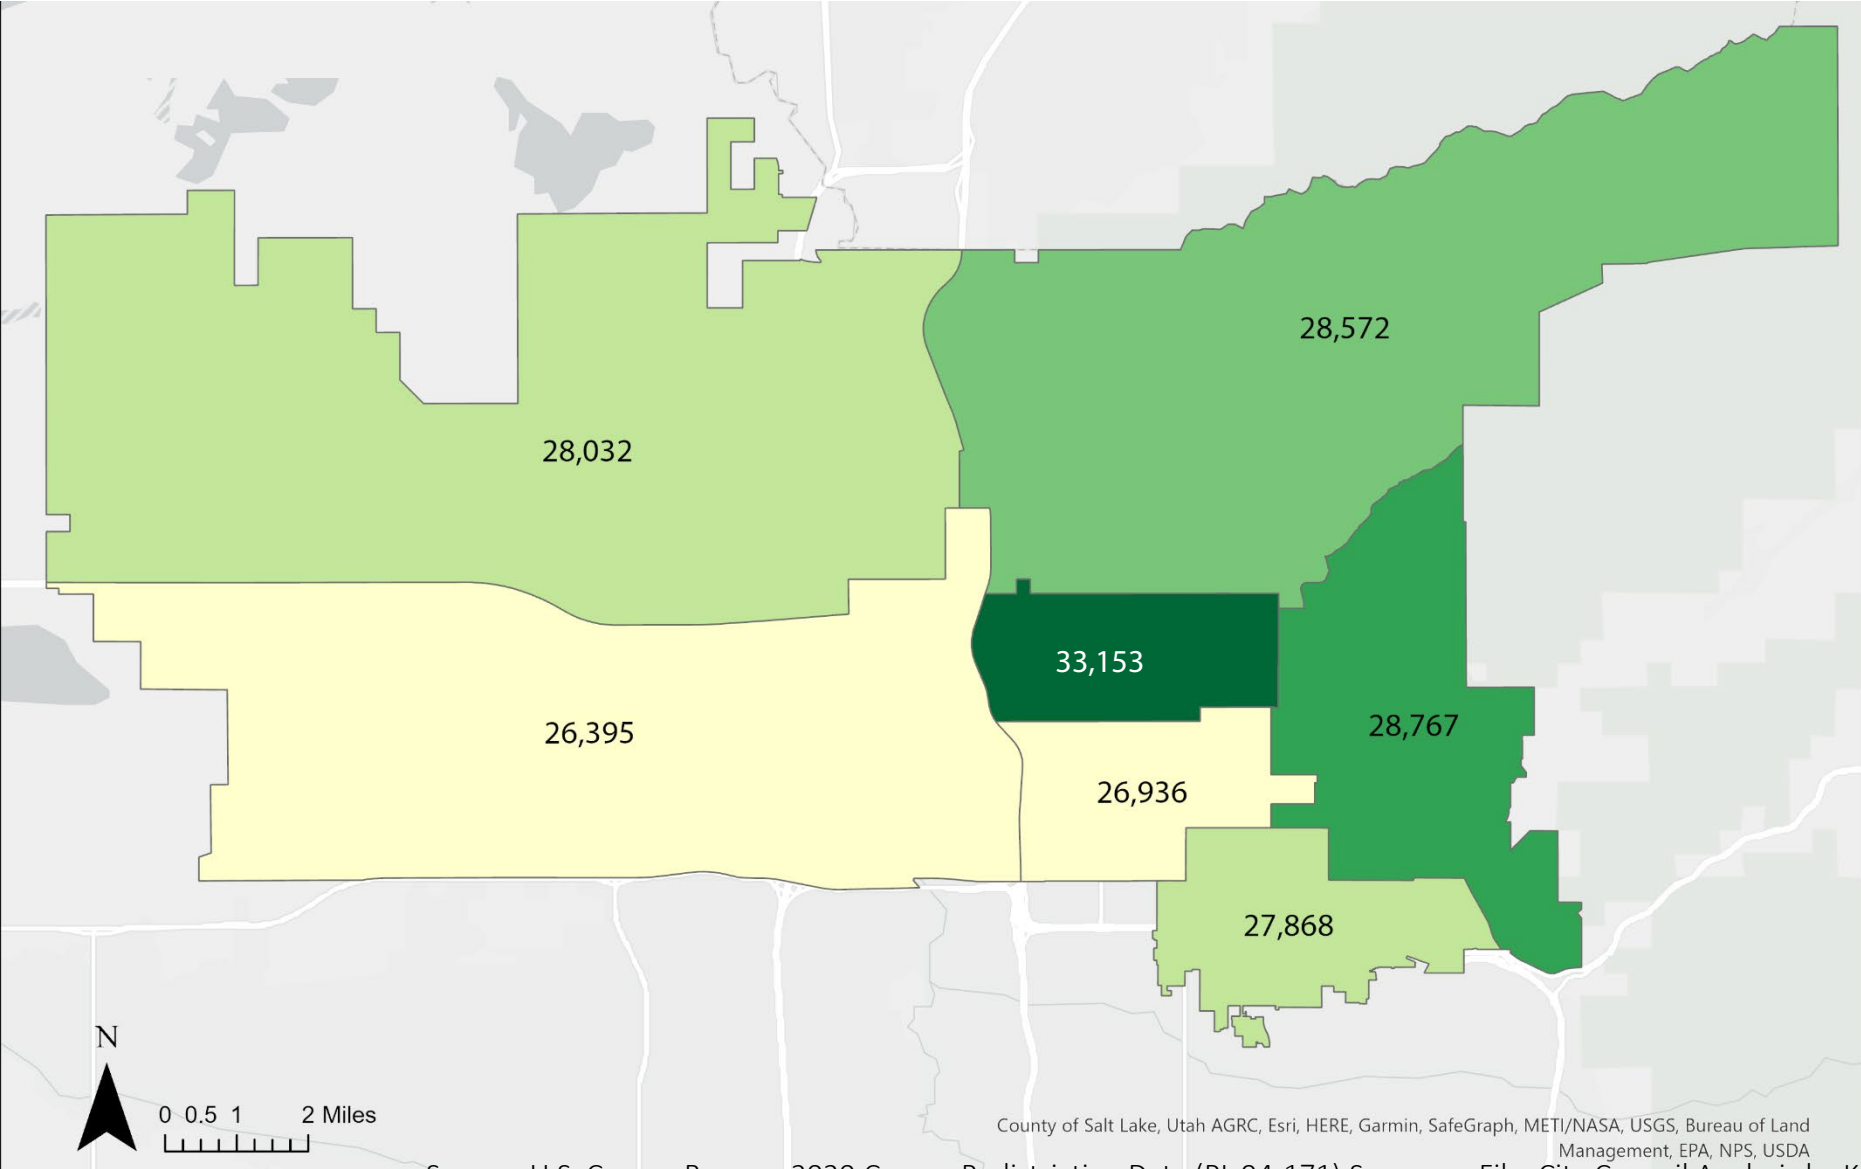 28,572
28,032
33,153
28,767
26,395
26,936
27,868
N
0 0.5 1 2 Miles
County of Salt Lake, Utah AGRC, Esri, HERE, Garmin, SafeGraph, METI/NASA, USGS, Bureau of Land
Management, EPA, NPS, USDA